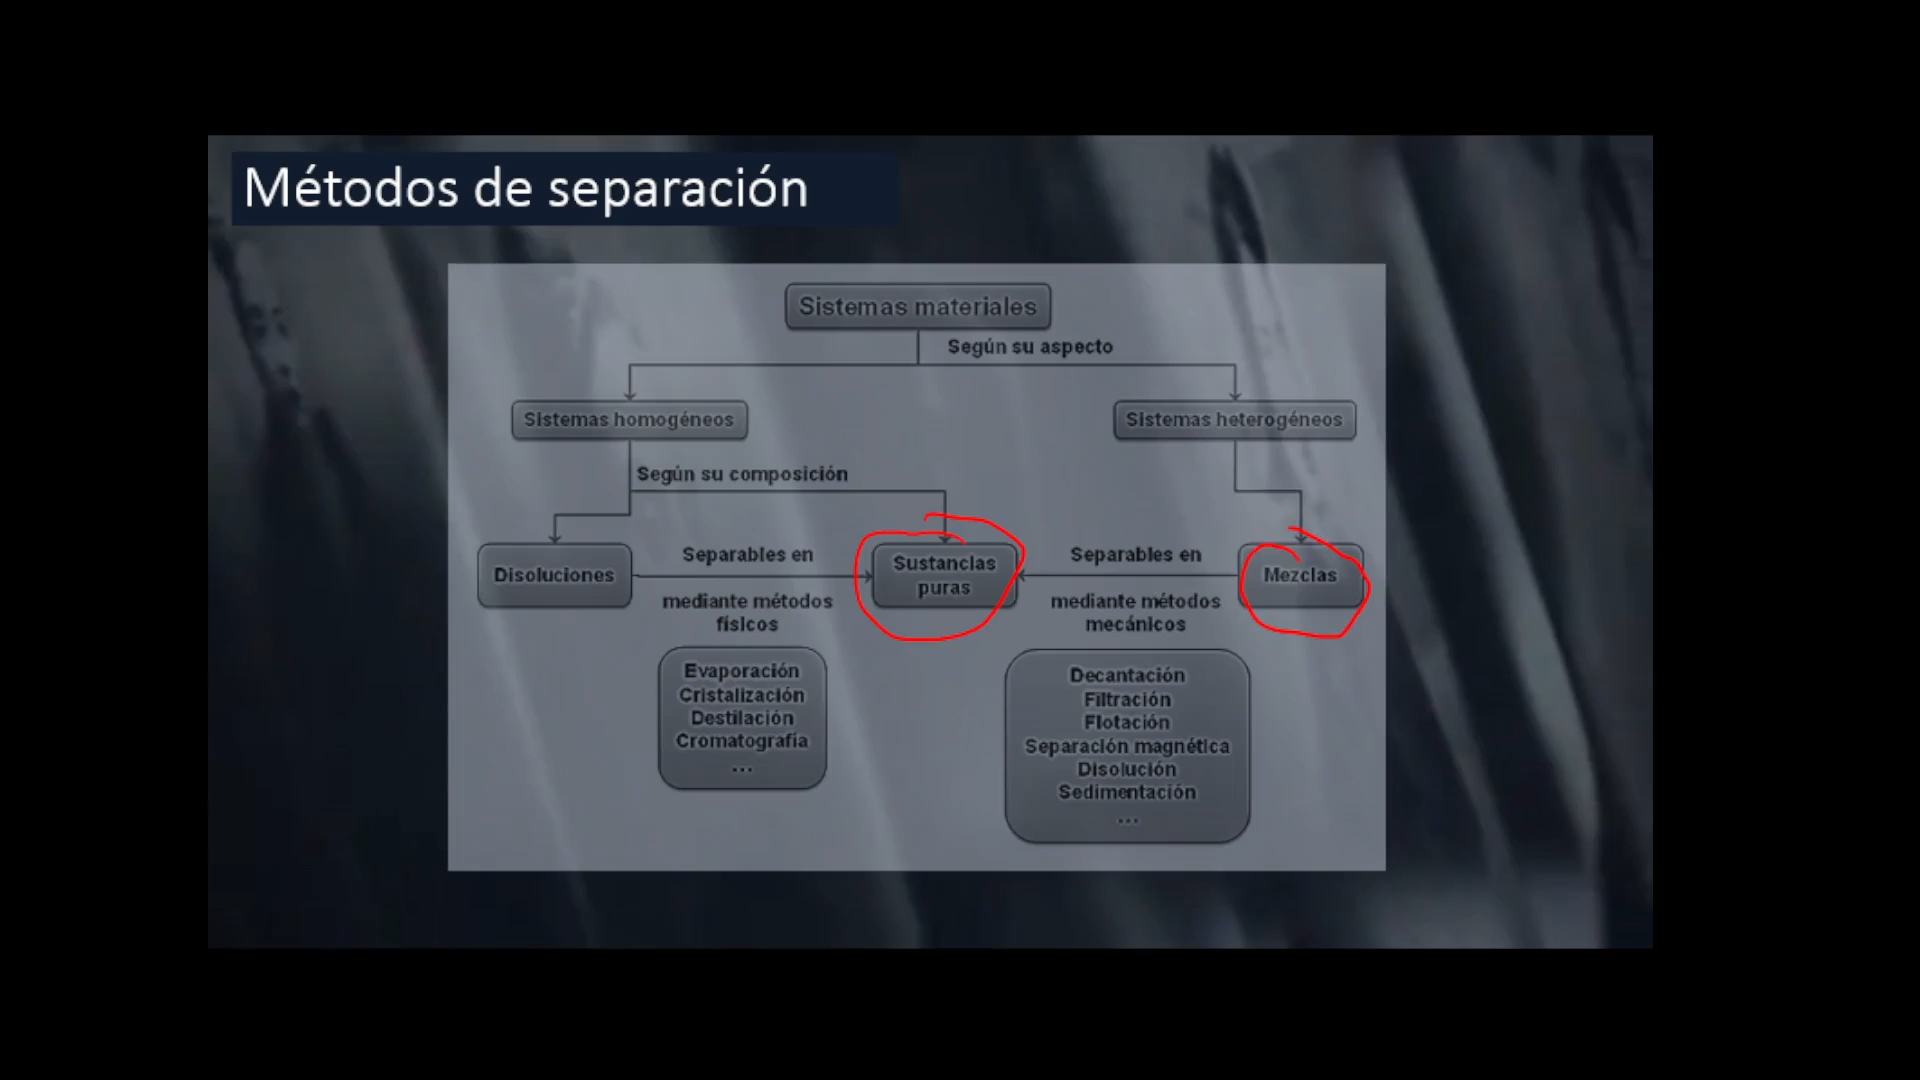 Métodos de separación
Sistemas materiales
Según su aspecto
Sistemas homogéneos
Sistemas heterogéneos
Según su composición
Disoluciones
Separables en
mediante métodos
físicos
Sustancias
puras
Separables en
mediante métodos
mecánicos
Mezclas
Evaporación
Cristalización
Destilación
Cromatografía
...
Decantación
Filtración
Flotación
Separación magnética
Disolución
Sedimentación
...